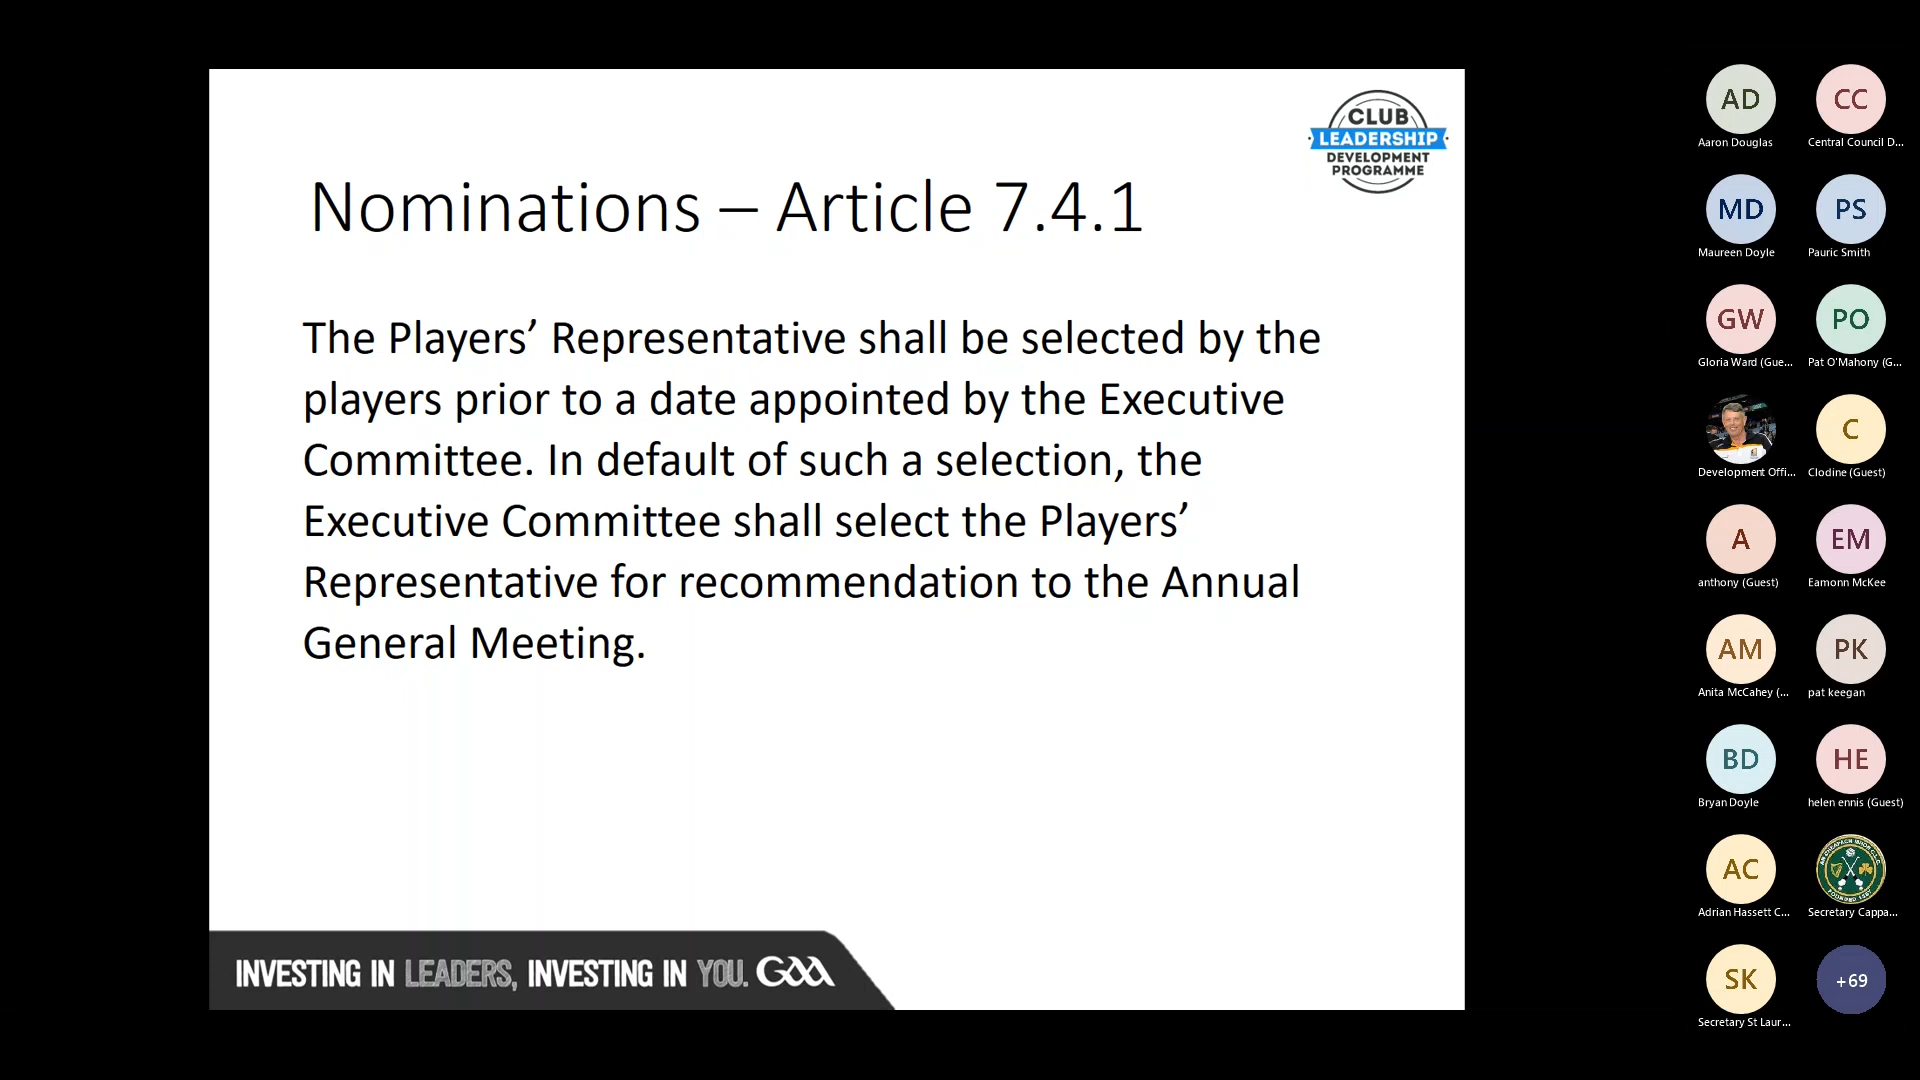 CLUB
LEADERSHIP
DEVELOPMENT
PROGRAMME
Nominations – Article 7.4.1
The Players’ Representative shall be selected by the
players prior to a date appointed by the Executive
Committee. In default of such a selection, the
Executive Committee shall select the Players’
Representative for recommendation to the Annual
General Meeting.
INVESTING IN LEADERS, INVESTING IN YOU. GAA
AD
Aaron Douglas
CC
Central Council D...
MD
Maureen Doyle
PS
Pauric Smith
GW
Gloria Ward (Gue...
PO
Pat O'Mahony (G...
Development Offi...
C
Clodine (Guest)
A
anthony (Guest)
EM
Eamonn McKee
AM
Anita McCahey (...
PK
pat keegan
BD
Bryan Doyle
HE
helen ennis (Guest)
AC
Adrian Hassett C...
Secretary Cappa...
SK
Secretary St Laur...
+69